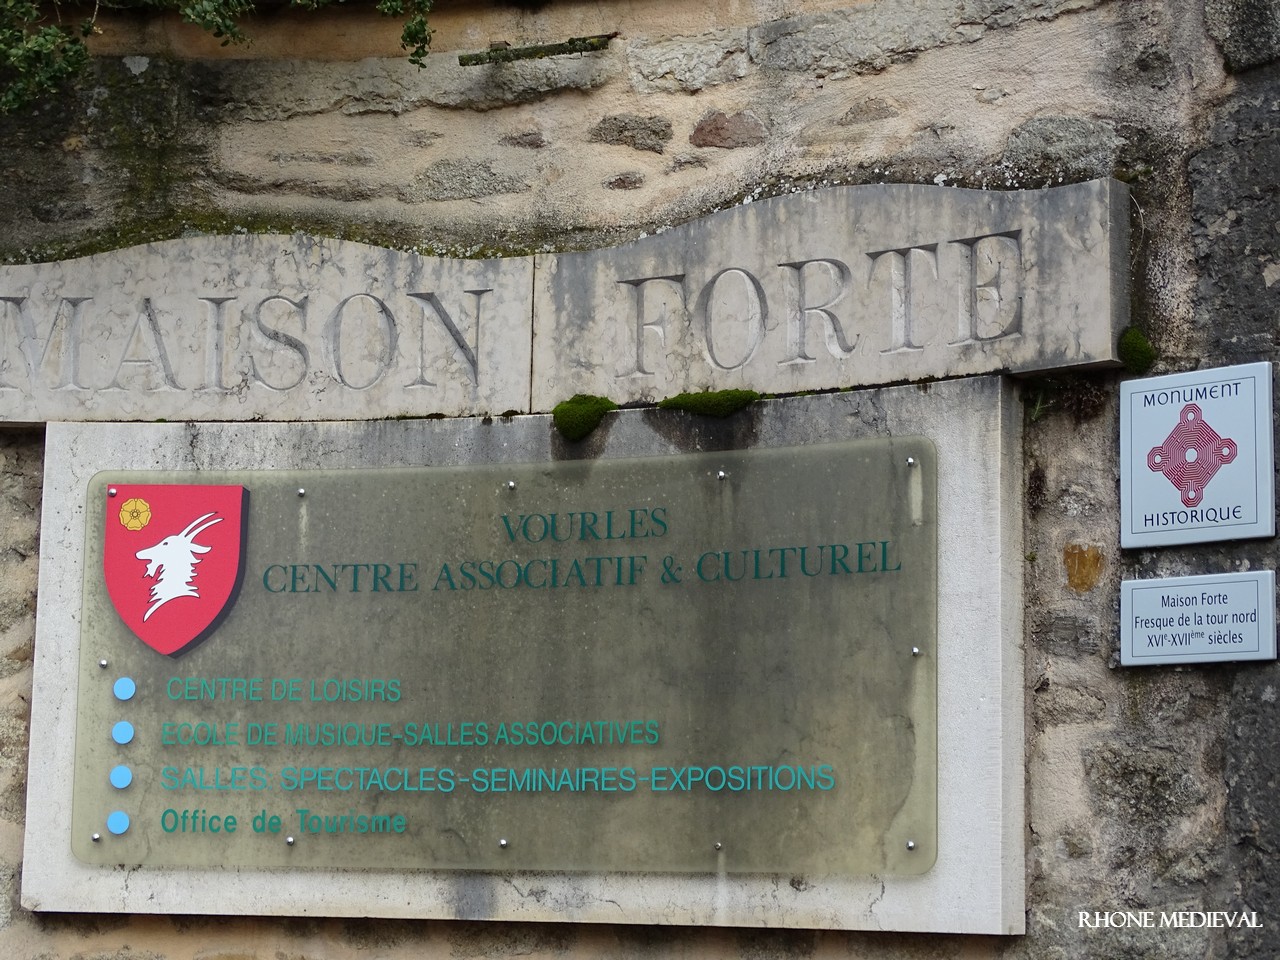 MAISON FORTE
VOURLES
CENTRE ASSOCIATIF & CULTUREL
CENTRE DE LOISIRS
ECOLE DE MUSIQUE-SALLES ASSOCIATIVES
SALLES: SPECTACLES-SEMINAIRES-EXPOSITIONS
Office de Tourisme
MONUMENT
HISTORIQUE
Maison Forte
Fresque de la tour nord
XVIe-XVIIème siècles
RHONE MEDIEVAL